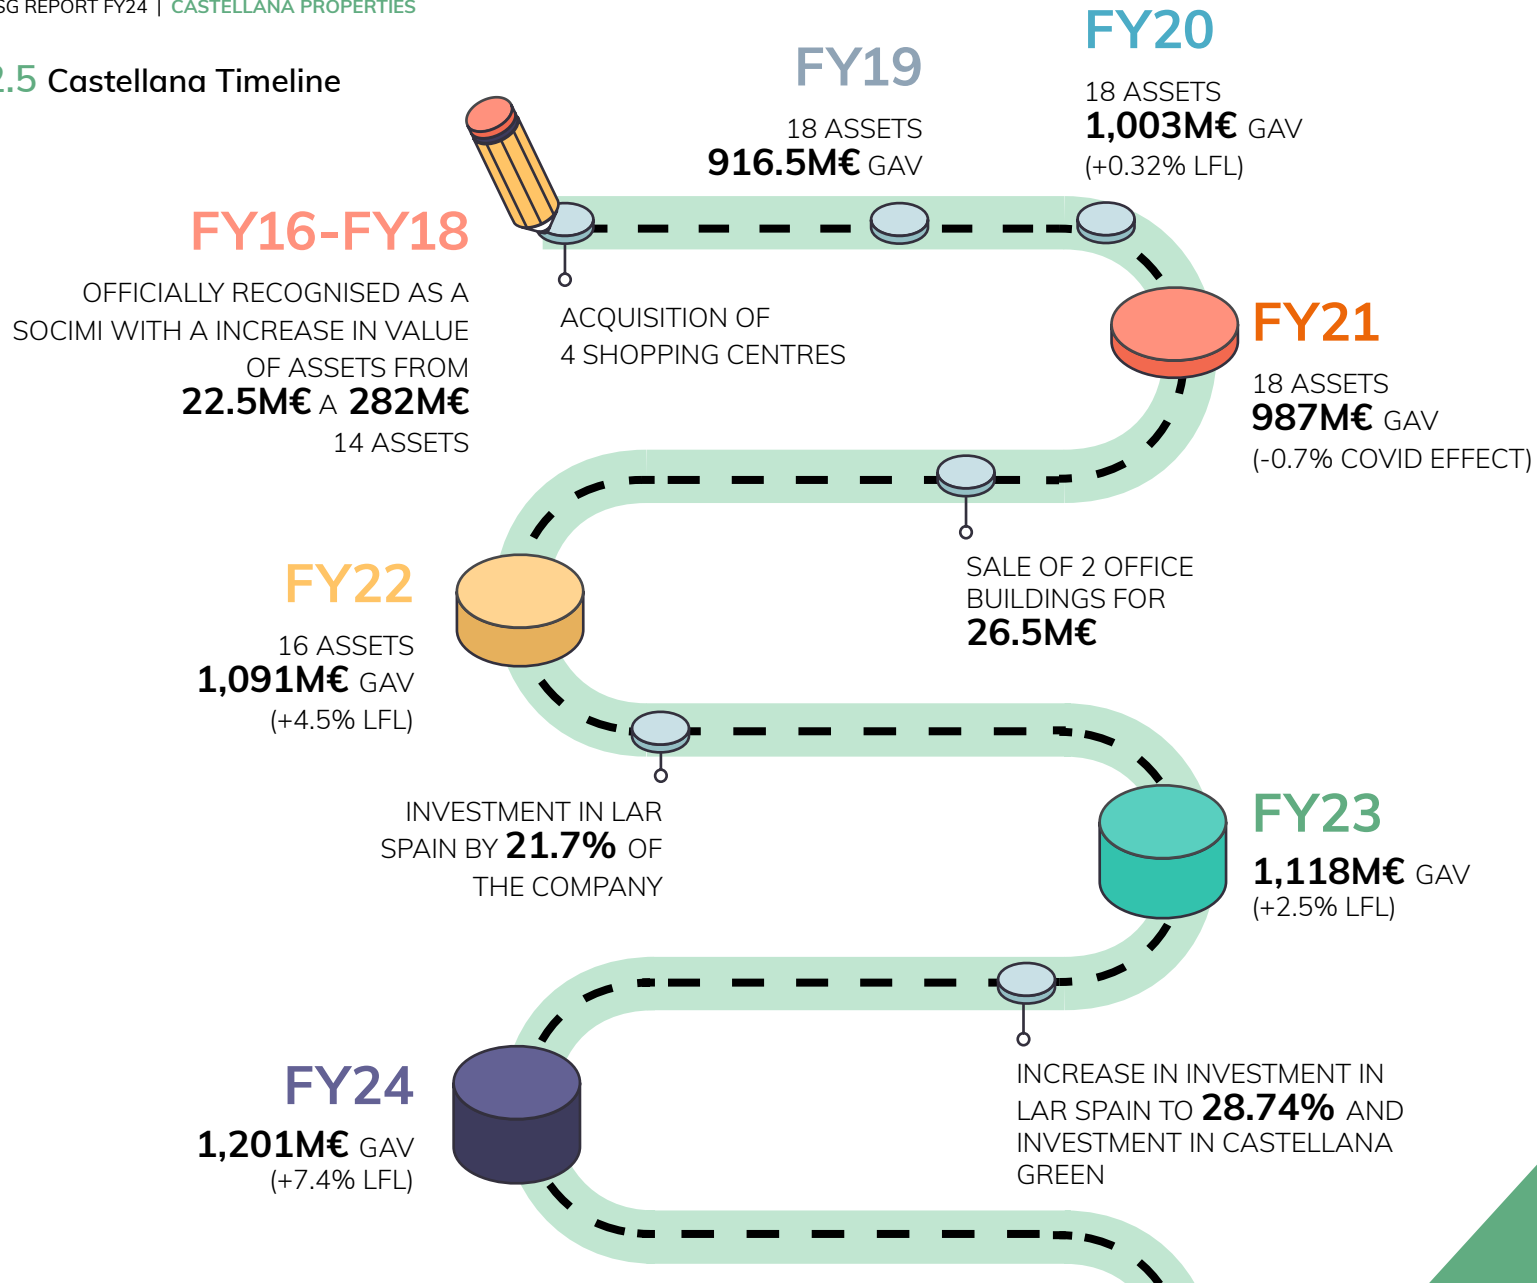 SG REPORT FY24 | CASTELLANA PROPERTIES
2.5 Castellana Timeline
FY16-FY18
OFFICIALLY RECOGNISED AS A
SOCIMI WITH A INCREASE IN VALUE
OF ASSETS FROM
22.5M€ A 282M€
14 ASSETS
ACQUISITION OF
4 SHOPPING CENTRES
FY19
18 ASSETS
916.5M€ GAV
FY20
18 ASSETS
1,003M€ GAV
(+0.32% LFL)
FY21
18 ASSETS
987M€ GAV
(-0.7% COVID EFFECT)
SALE OF 2 OFFICE
BUILDINGS FOR
26.5M€
FY22
16 ASSETS
1,091M€ GAV
(+4.5% LFL)
INVESTMENT IN LAR
SPAIN BY 21.7% OF
THE COMPANY
FY23
1,118M€ GAV
(+2.5% LFL)
INCREASE IN INVESTMENT IN
LAR SPAIN TO 28.74% AND
INVESTMENT IN CASTELLANA
GREEN
FY24
1,201M€ GAV
(+7.4% LFL)